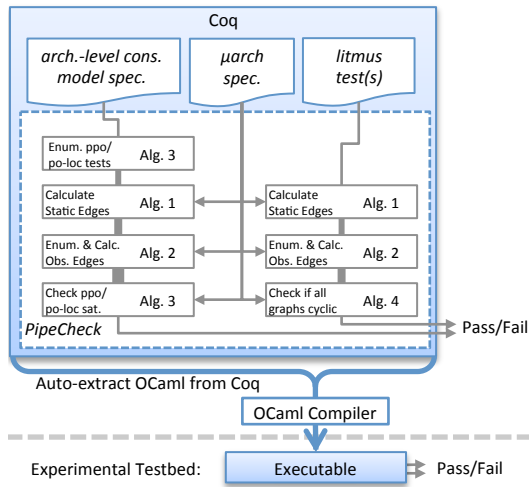 Coq
arch.-level cons.
model spec.
µarch
spec.
litmus
test(s)
Enum. ppo/
po-loc tests
Alg. 3
Calculate
Static Edges
Alg. 1
Calculate
Static Edges
Alg. 1
Enum. & Calc.
Obs. Edges
Alg. 2
Enum. & Calc.
Obs. Edges
Alg. 2
Check ppo/
po-loc sat.
Alg. 3
Check if all
graphs cyclic
Alg. 4
PipeCheck
Pass/Fail
Auto-extract OCaml from Coq
OCaml Compiler
Experimental Testbed:
Executable
Pass/Fail